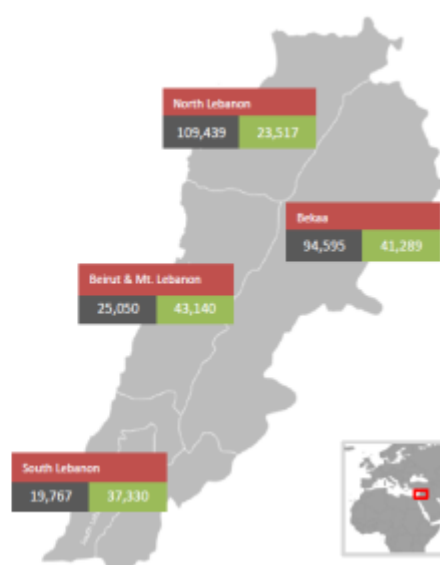 North Lebanon
109,439 23,517
Bekaa
94,595 41,289
Beirut & Mt. Lebanon
25,050 43,140
South Lebanon
19,767 37,330